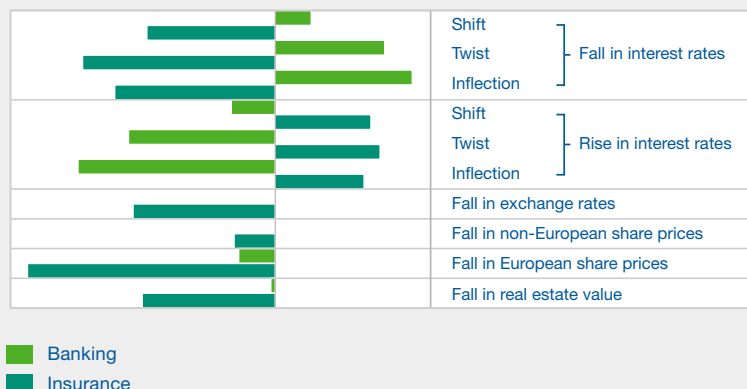 Shift
Twist
Fall in interest rates
Inflection
Shift
Twist
Rise in interest rates
Inflection
Fall in exchange rates
Fall in non-European share prices
Fall in European share prices
Fall in real estate value
Banking
Insurance